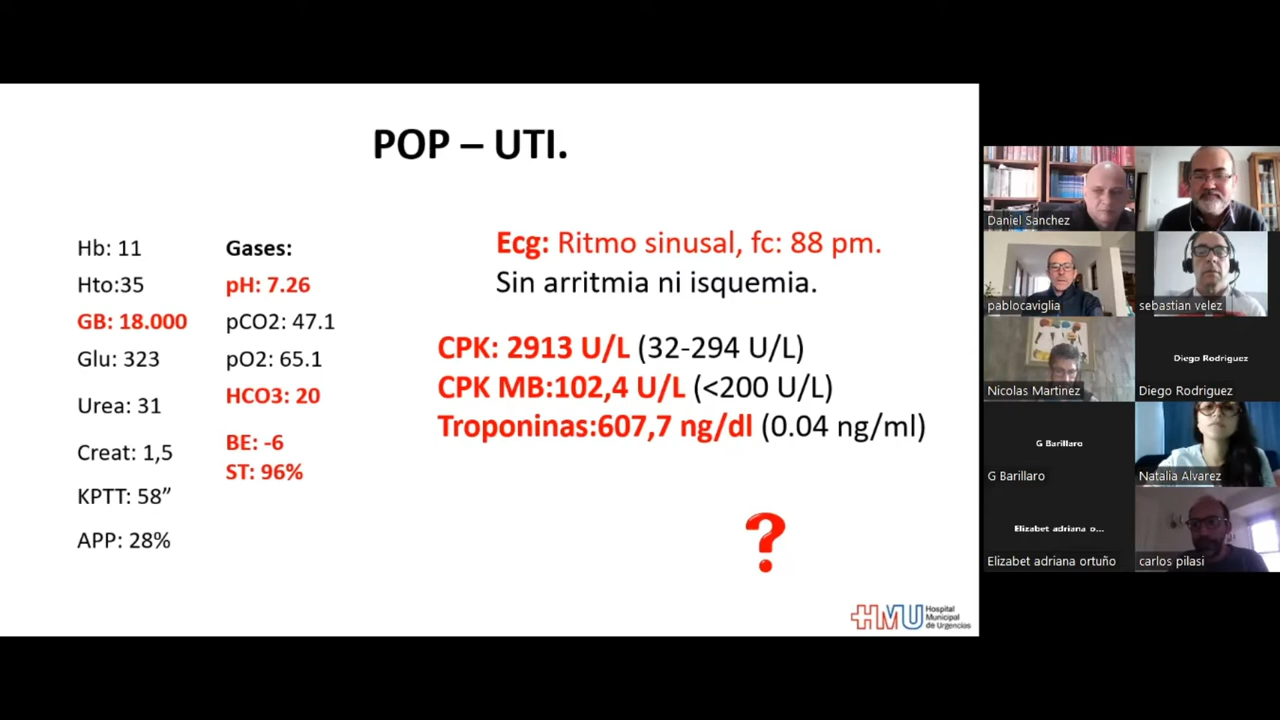 POP – UTI.
Hb: 11
Hto:35
GB: 18.000
Glu: 323
Urea: 31
Creat: 1,5
KPTT: 58”
APP: 28%
Gases:
pH: 7.26
pCO2: 47.1
pO2: 65.1
HCO3: 20
BE: -6
ST: 96%
Ecg: Ritmo sinusal, fc: 88 pm.
Sin arritmia ni isquemia.
CPK: 2913 U/L (32-294 U/L)
CPK MB:102,4 U/L (<200 U/L)
Troponinas:607,7 ng/dl (0.04 ng/ml)
?
HMU
Hospital
Municipal
de Urgencias
Daniel Sanchez
pablocaviglia
sebastian velez
Nicolas Martinez
Diego Rodriguez
Diego Rodriguez
G Barillaro
G Barillaro
Natalia Alvarez
Elizabet adriana o...
Elizabet adriana ortuño
carlos pilasi